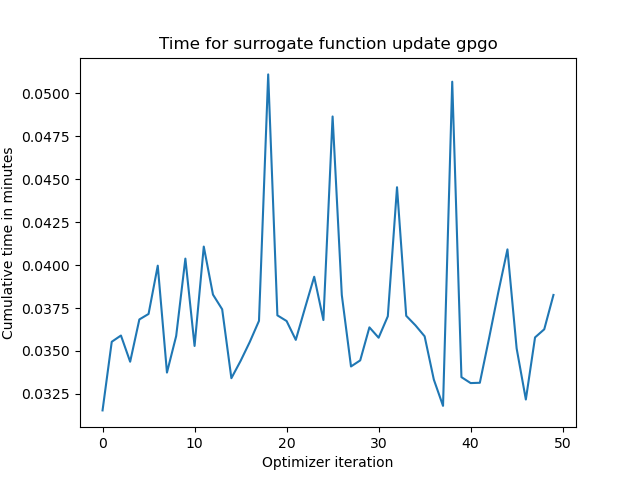 Time for surrogate function update gpgo
Cumulative time in minutes
0.0500
0.0475
0.0450
0.0425
0.0400
0.0375
0.0350
0.0325
0 10 20 30 40 50
Optimizer iteration